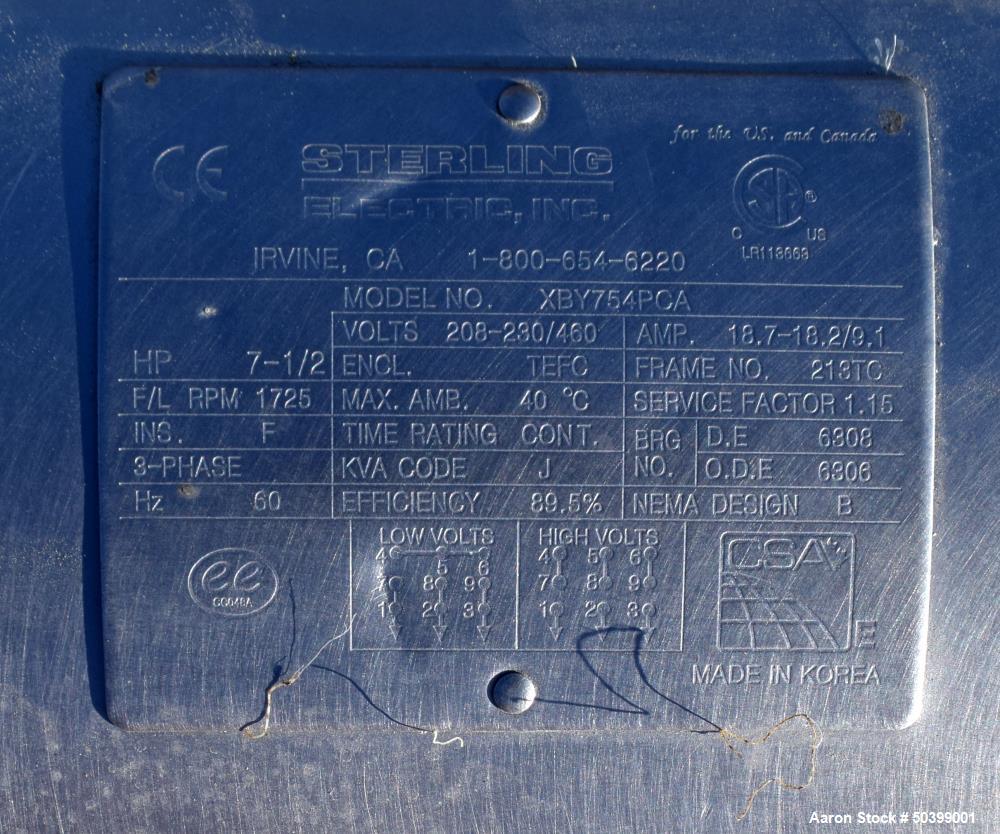 for the U.S. and Canada
CE
STERLING
ELECTRIC, INC.
SA ®
C US
LR113663
IRVINE, CA 1-800-654-6220
MODEL NO. XBY754PCA
VOLTS 208-230/460 AMP. 18.7-18.2/9.1
HP 7-1/2 ENCL. TEFC FRAME NO. 213TC
F/L RPM 1725 MAX. AMB. 40 °C SERVICE FACTOR 1.15
INS. F TIME RATING CONT. BRG NO. D.E 6308
3-PHASE KVA CODE J O.D.E 6306
Hz 60 EFFICIENCY 89.5% NEMA DESIGN B
LOW VOLTS HIGH VOLTS
4 5 6 4 5 6
7 8 9 7 8 9
1 2 3 1 2 3
ee
CC048A
CSA
E
MADE IN KOREA
Aaron Stock # 50399001